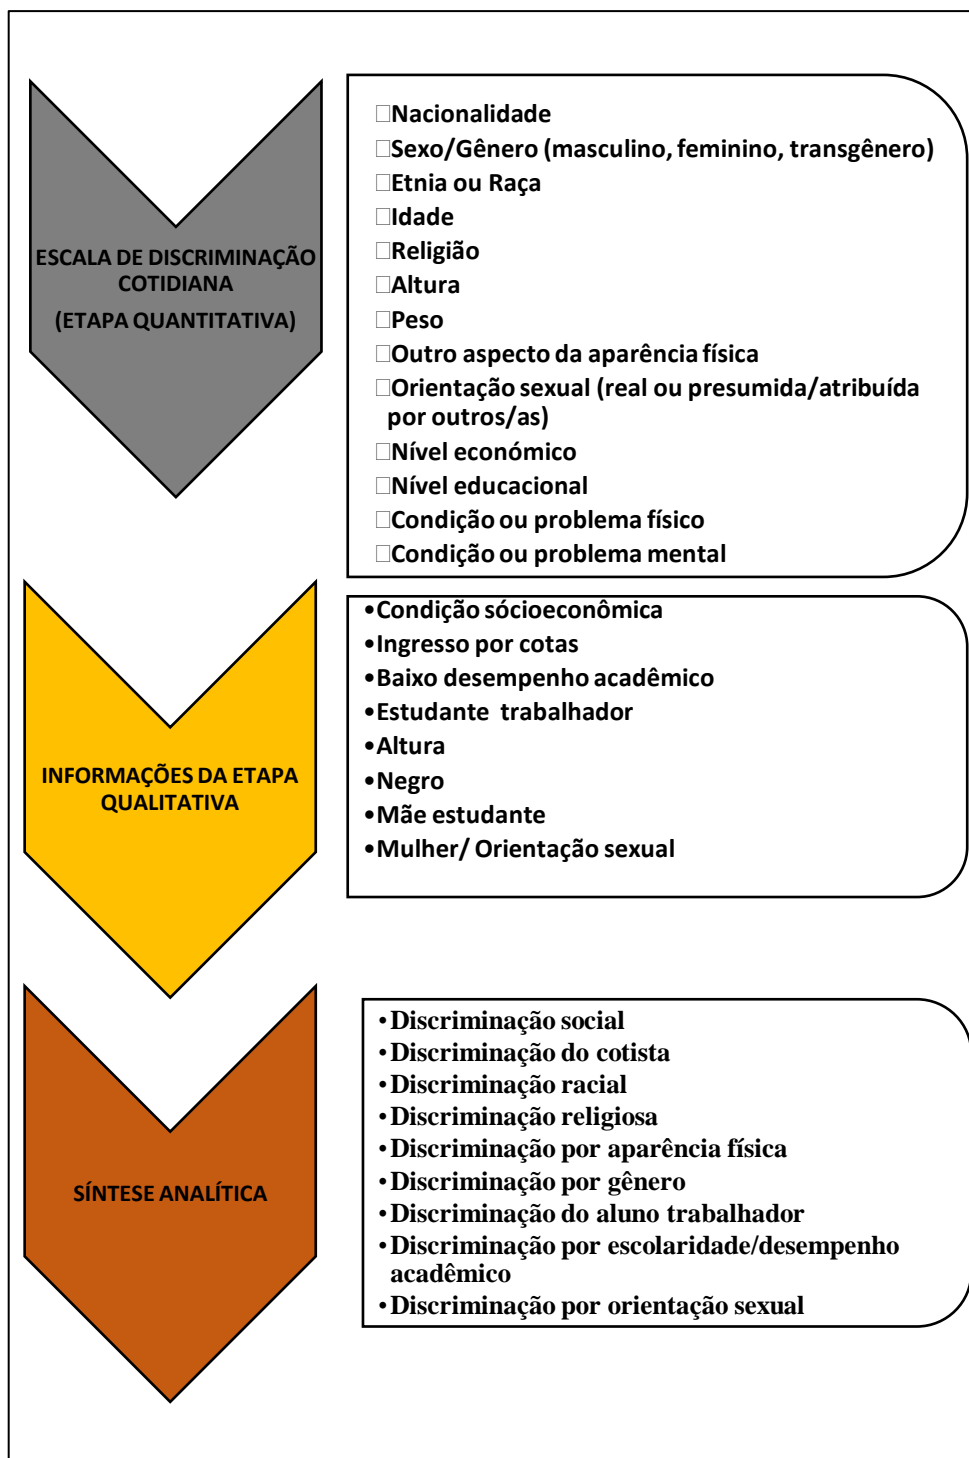 ESCALA DE DISCRIMINAÇÃO
COTIDIANA
(ETAPA QUANTITATIVA)
□Nacionalidade
□Sexo/Gênero (masculino, feminino, transgênero)
□Etnia ou Raça
□Idade
□Religião
□Altura
□Peso
□Outro aspecto da aparência física
□Orientação sexual (real ou presumida/atribuída
por outros/as)
□Nível económico
□Nível educacional
□Condição ou problema físico
□Condição ou problema mental
INFORMAÇÕES DA ETAPA
QUALITATIVA
•Condição sócioeconômica
•Ingresso por cotas
•Baixo desempenho acadêmico
•Estudante trabalhador
•Altura
•Negro
•Mãe estudante
•Mulher/ Orientação sexual
SÍNTESE ANALÍTICA
•Discriminação social
•Discriminação do cotista
•Discriminação racial
•Discriminação religiosa
•Discriminação por aparência física
•Discriminação por gênero
•Discriminação do aluno trabalhador
•Discriminação por escolaridade/desempenho
acadêmico
•Discriminação por orientação sexual